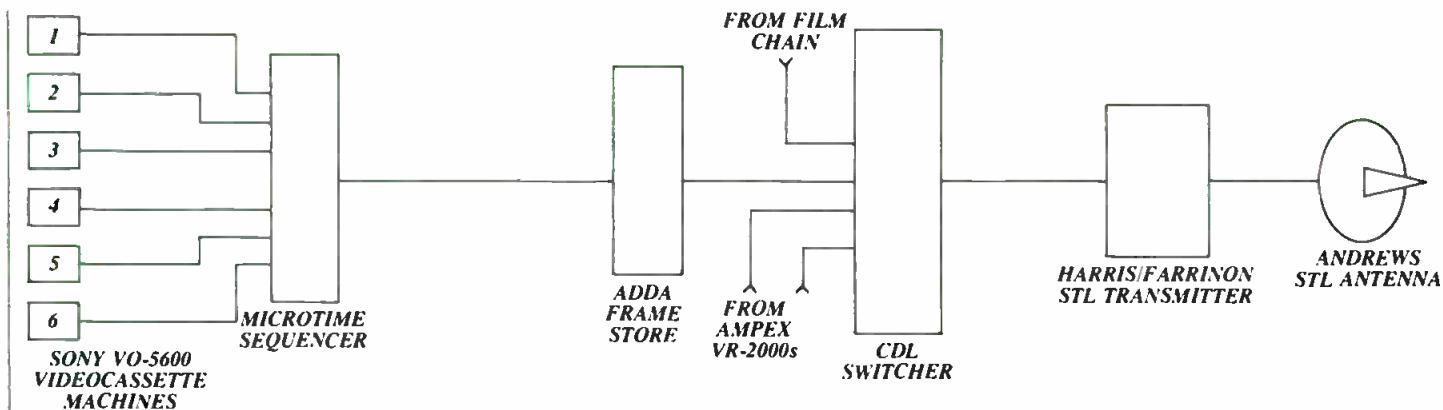 1
2
3
4
5
6
SONY VO-5600
VIDEOCASSETTE
MACHINES
MICROTIME
SEQUENCER
ADDA
FRAME
STORE
FROM FILM
CHAIN
FROM
AMPEX
VR-2000s
CDL
SWITCHER
HARRIS/FARRINON
STL TRANSMITTER
ANDREWS
STL ANTENNA